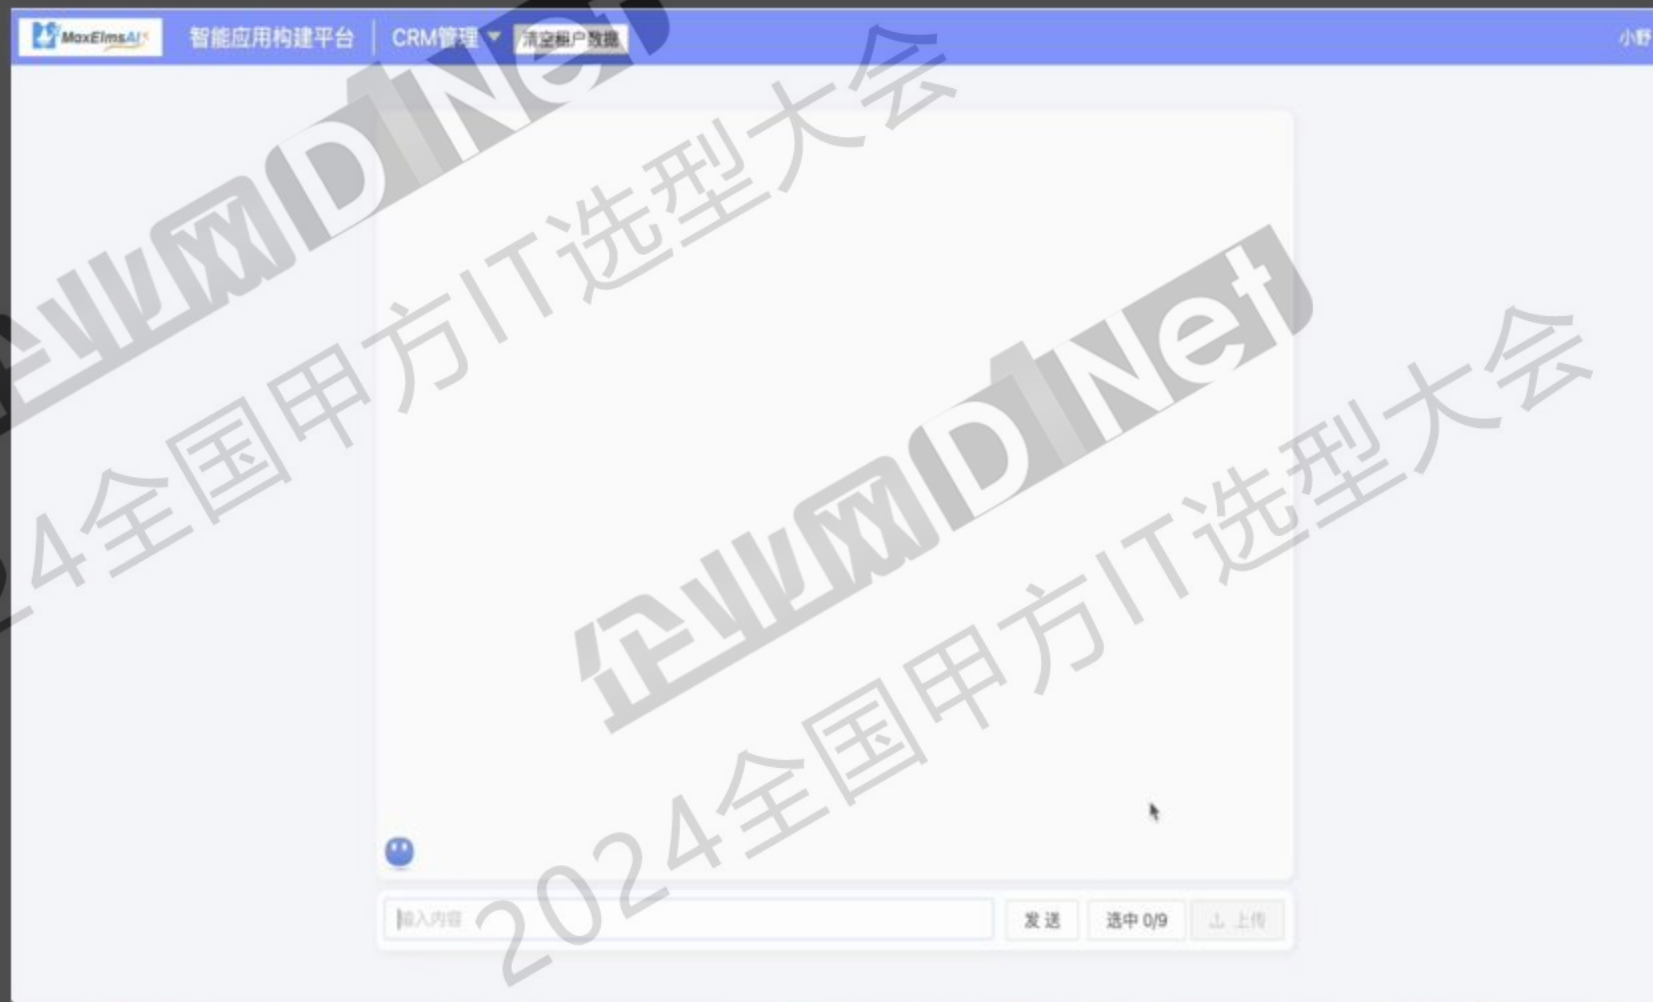 MaxElmsAI 智能应用构建平台 CRM管理 清空租户数据 小野
企业网D1Net
2024全国甲方IT选型大会
企业网D1Net
2024全国甲方IT选型大会
输入内容 发送 选中 0/9 上传